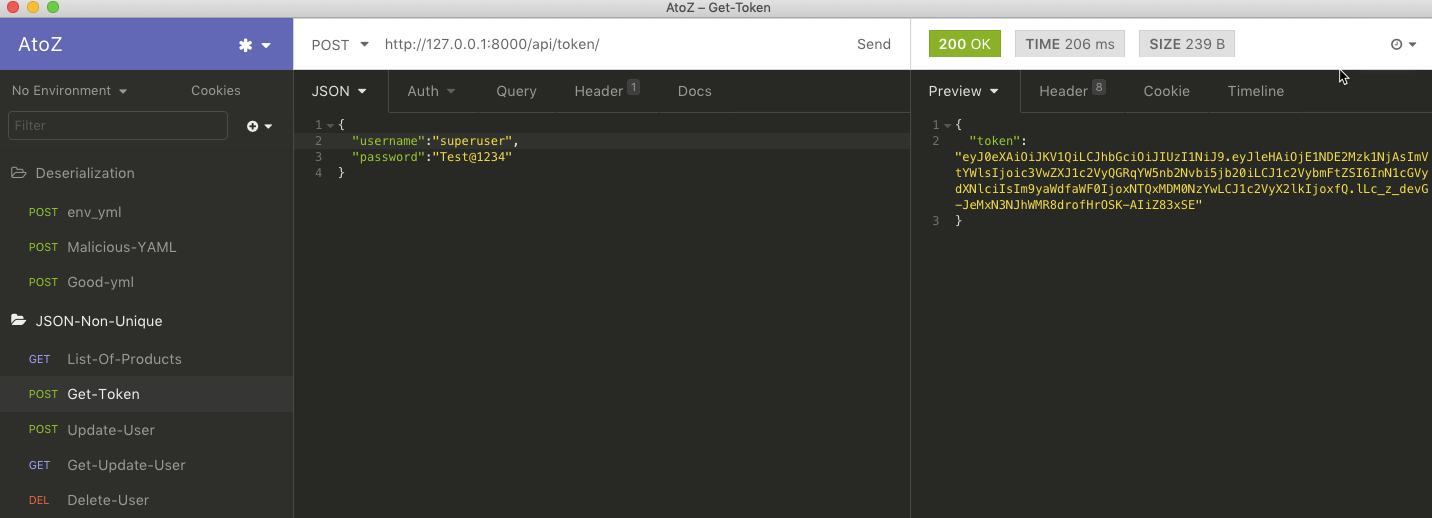 AtoZ – Get-Token
AtoZ
POST http://127.0.0.1:8000/api/token/ Send
200 OK TIME 206 ms SIZE 239 B
No Environment Cookies
Filter
Deserialization
POST env_yml
POST Malicious-YAML
POST Good-yml
JSON-Non-Unique
GET List-Of-Products
POST Get-Token
POST Update-User
GET Get-Update-User
DEL Delete-User
JSON Auth Query Header 1 Docs
1 {
2 "username":"superuser",
3 "password":"Test@1234"
4 }
Preview Header 8 Cookie Timeline
1 {
2 "token":
"eyJ0eXAiOiJKV1QiLCJhbGciOiJIUzI1NiJ9.eyJleHAiOjE1NDE2Mzk1NjAsImV
tYWlsIjoic3VwZXJ1c2VyQGRqYW5nb2Nvbi5jb20iLCJ1c2VybmFtZSI6InN1cGVy
dXNlciIsIm9yaWdfaWF0IjoxNTQxMDM0NzYwLCJ1c2VyX2lkIjoxfQ.lLc_z_devG
-JeMxN3NJhWMR8drofHrOSK-AIiZ83xSE"
3 }